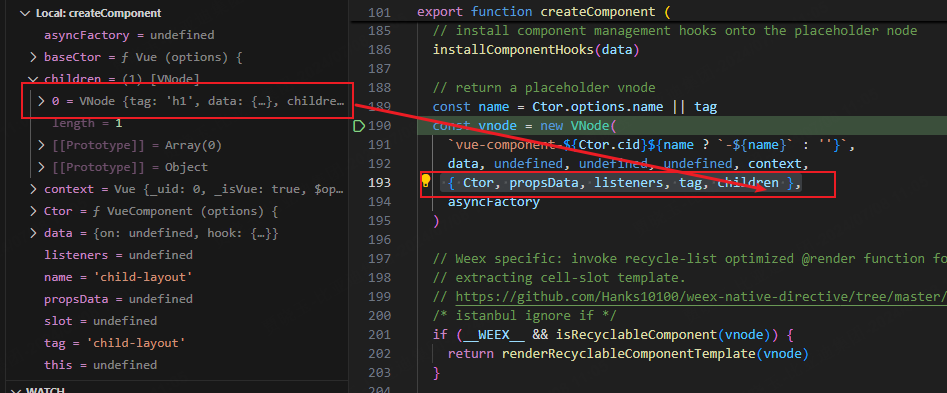 Local: createComponent
asyncFactory = undefined
baseCtor = ƒ Vue (options) {
children = (1) [VNode]
0 = VNode {tag: 'h1', data: {…}, childre…
length = 1
[[Prototype]] = Array(0)
[[Prototype]] = Object
context = Vue {_uid: 0, _isVue: true, $op…
Ctor = ƒ VueComponent (options) {
data = {on: undefined, hook: {…}}
listeners = undefined
name = 'child-layout'
propsData = undefined
slot = undefined
tag = 'child-layout'
this = undefined
WATCH
101 export function createComponent (
185 // install component management hooks onto the placeholder node
186 installComponentHooks(data)
187
188 // return a placeholder vnode
189 const name = Ctor.options.name || tag
190 const vnode = new VNode(
191 `vue-component-${Ctor.cid}${name ? `-${name}` : ''}`,
192 data, undefined, undefined, undefined, context,
193 { Ctor, propsData, listeners, tag, children },
194 asyncFactory
195 )
196
197 // Weex specific: invoke recycle-list optimized @render function fo
198 // extracting cell-slot template.
199 // https://github.com/Hanks10100/weex-native-directive/tree/master/
200 /* istanbul ignore if */
201 if (__WEEX__ && isRecyclableComponent(vnode)) {
202 return renderRecyclableComponentTemplate(vnode)
203 }
204